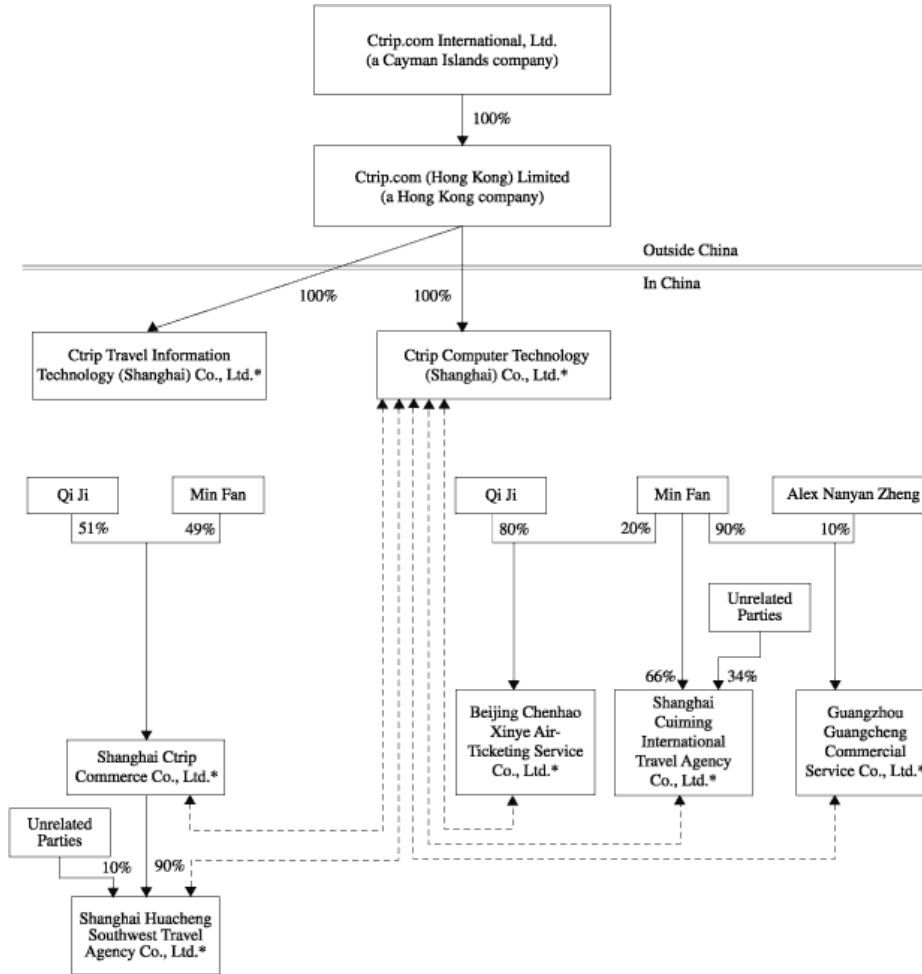 Ctrip.com International, Ltd.
(a Cayman Islands company)
100%
Ctrip.com (Hong Kong) Limited
(a Hong Kong company)
Outside China
In China
100%
100%
Ctrip Travel Information
Technology (Shanghai) Co., Ltd.*
Ctrip Computer Technology
(Shanghai) Co., Ltd.*
Qi Ji
Min Fan
Qi Ji
Min Fan
Alex Nanyan Zheng
51%
49%
80%
20%
90%
10%
Unrelated
Parties
66%
34%
Shanghai Ctrip
Commerce Co., Ltd.*
Beijing Chenhao
Xinye Air-
Ticketing Service
Co., Ltd.*
Shanghai
Cuiming
International
Travel Agency
Co., Ltd.*
Guangzhou
Guangcheng
Commercial
Service Co., Ltd.*
Unrelated
Parties
10%
90%
Shanghai Huacheng
Southwest Travel
Agency Co., Ltd.*